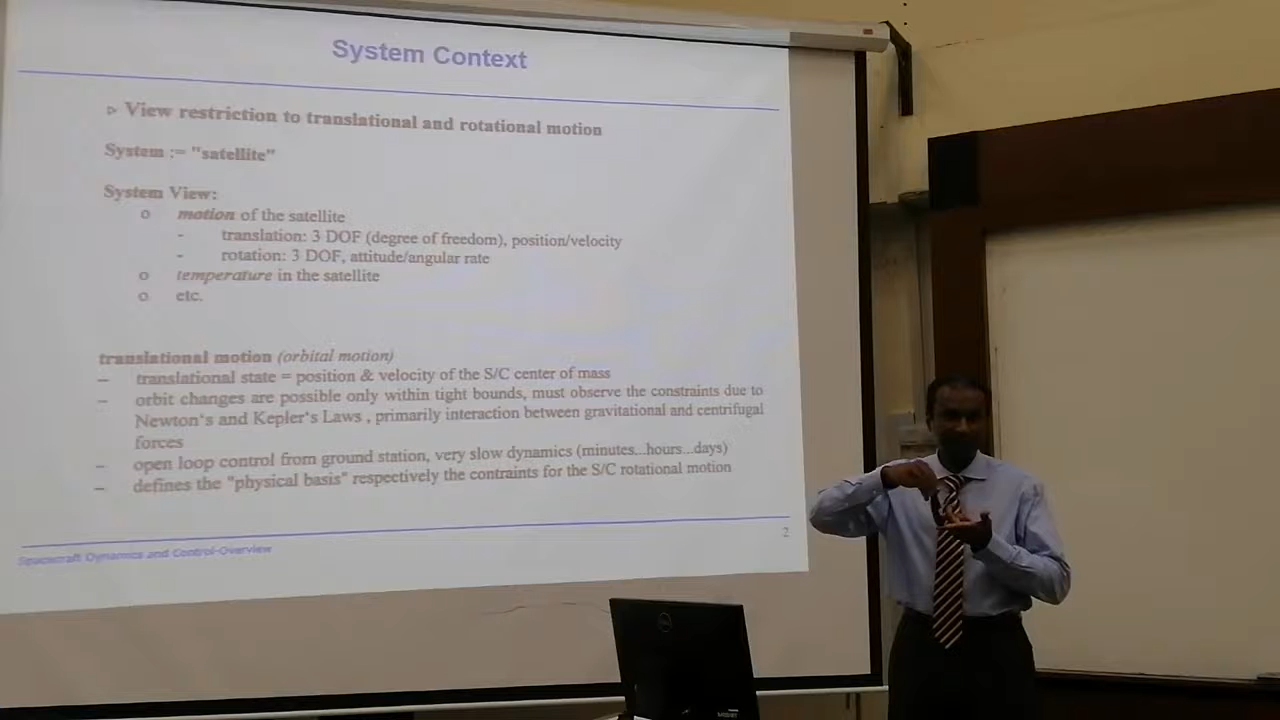 System Context
▹ View restriction to translational and rotational motion
System := "satellite"
System View:
o motion of the satellite
- translation: 3 DOF (degree of freedom), position/velocity
- rotation: 3 DOF, attitude/angular rate
o temperature in the satellite
o etc.
translational motion (orbital motion)
– translational state = position & velocity of the S/C center of mass
– orbit changes are possible only within tight bounds, must observe the constraints due to
Newton's and Kepler's Laws , primarily interaction between gravitational and centrifugal
forces
– open loop control from ground station, very slow dynamics (minutes...hours...days)
– defines the "physical basis" respectively the contraints for the S/C rotational motion
2
Spacecraft Dynamics and Control-Overview
DELL